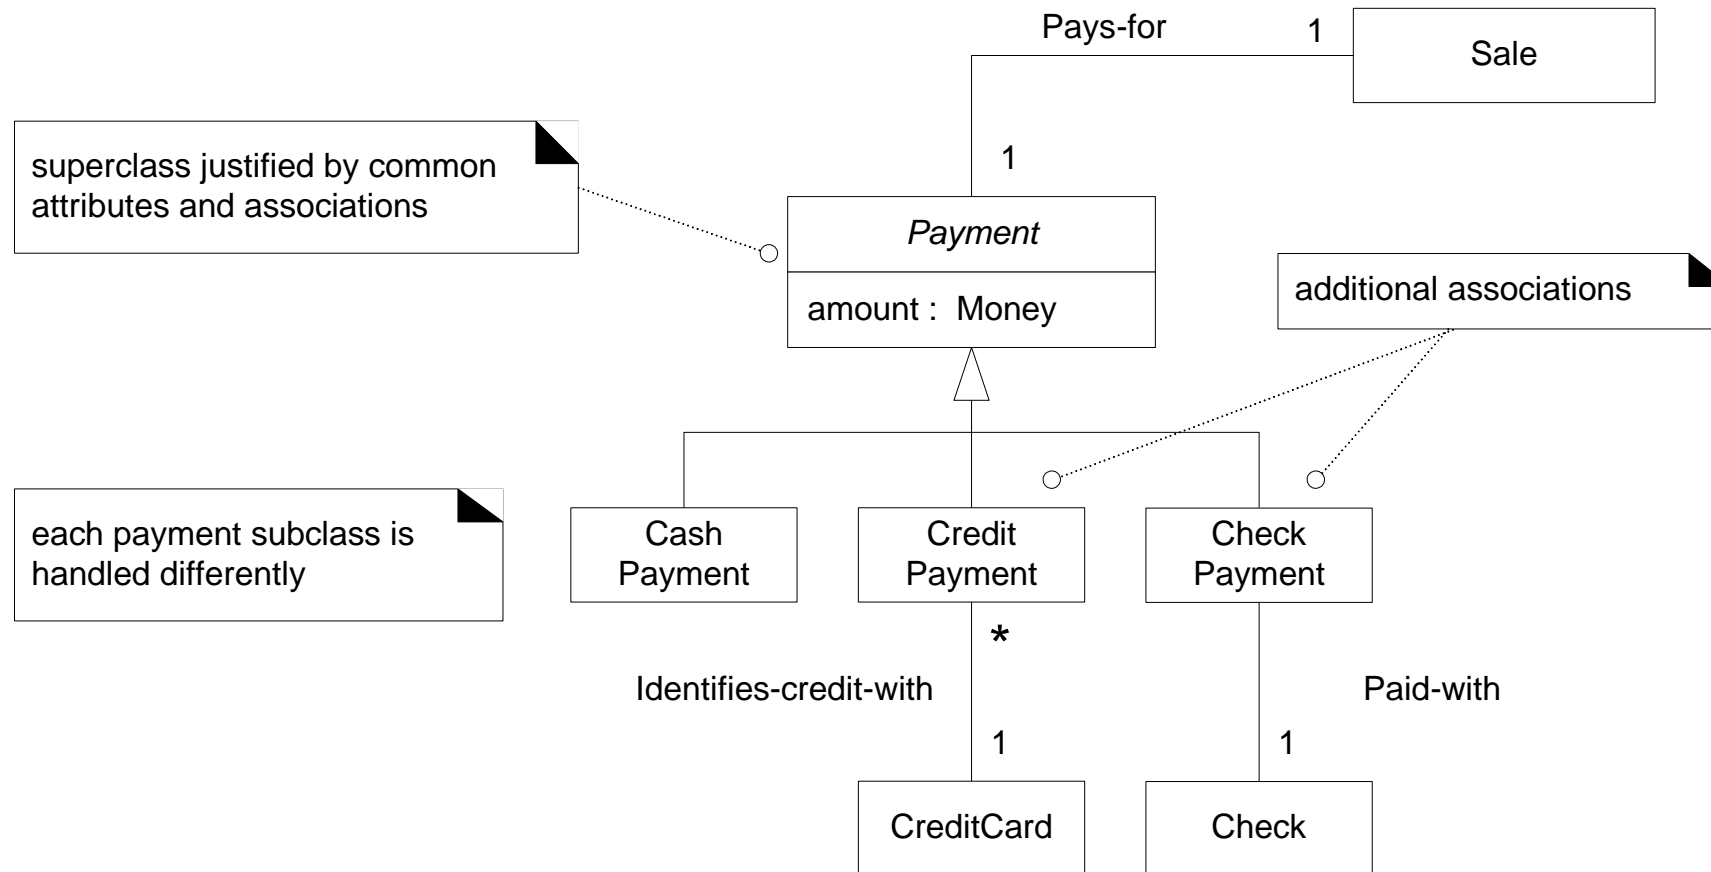 Pays-for
1
Sale
superclass justified by common
attributes and associations
1
Payment
amount :  Money
additional associations
each payment subclass is
handled differently
Cash
Payment
Credit
Payment
Check
Payment
*
Identifies-credit-with
Paid-with
1
1
CreditCard
Check